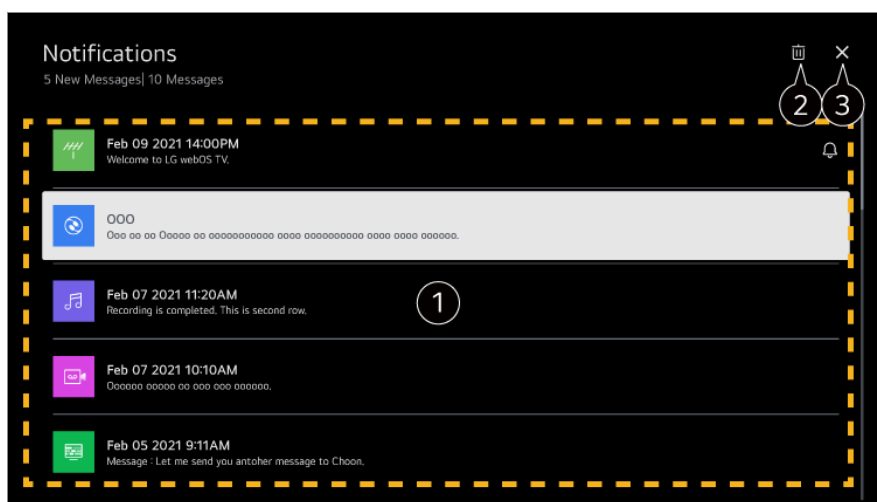 Notifications
5 New Messages| 10 Messages
2 3
Feb 09 2021 14:00PM
Welcome to LG webOS TV.
OOO
Ooo oo oo Ooooo oo ooooooooooo oooo oooooooooo oooo oooo oooooo.
Feb 07 2021 11:20AM
Recording is completed. This is second row.
1
Feb 07 2021 10:10AM
Oooooo ooooo oo ooo ooo oooooo.
Feb 05 2021 9:11AM
Message : Let me send you antoher message to Choon.